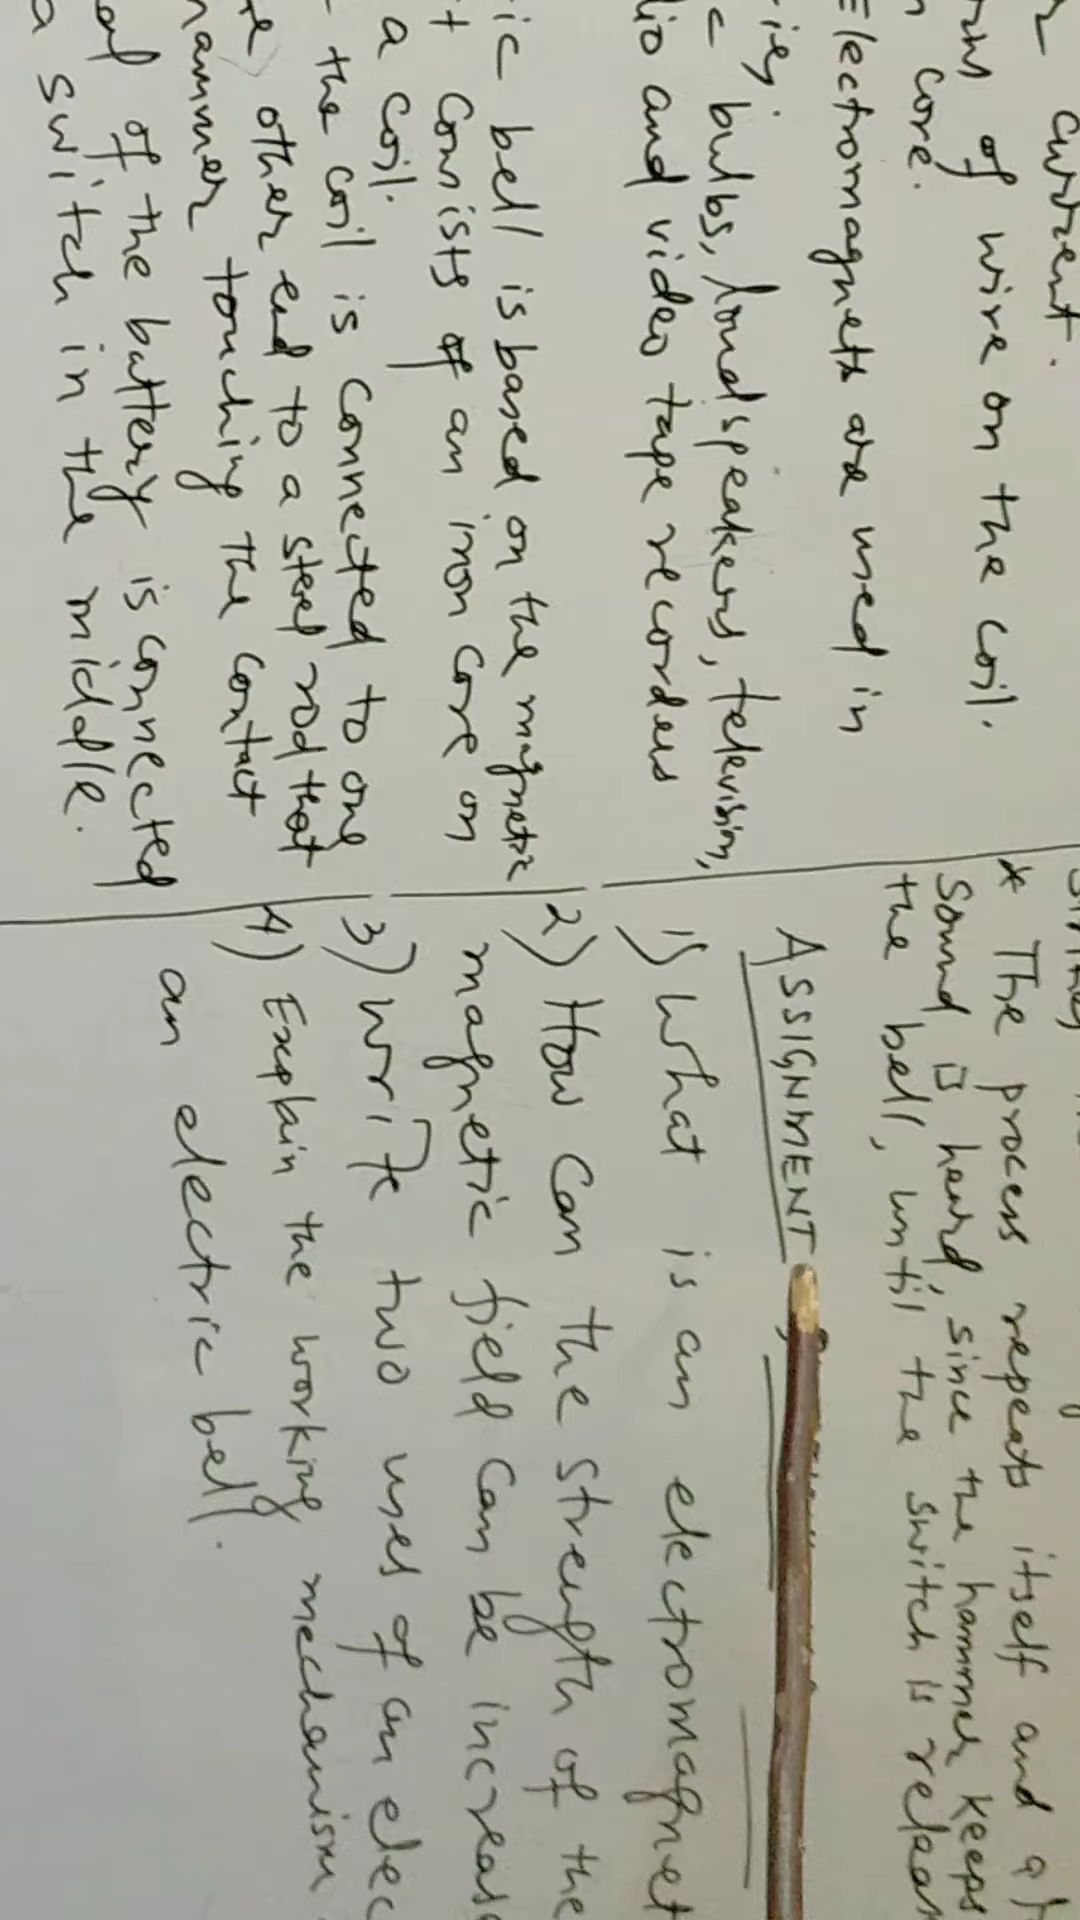 current.
of wire on the coil.
core.
Electromagnets are used in
bulbs, loudspeakers, television,
and video tape recorders
bell is based on the magnetic
consists of an iron core on
a coil.
the coil is connected to one
other end to a steel rod that
hammer touching the contact
of the battery is connected
a switch in the middle.
* The process repeats itself and a
sound is heard, since the hammer keeps
the bell, until the switch is
ASSIGNMENT
1) What is an electromagnet
2) How can the strength of the
magnetic field can be
3) Write two uses of an
4) Explain the working mechanism
an electric bell.